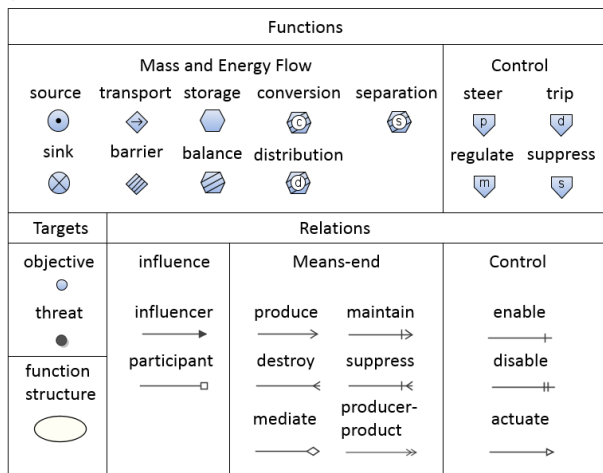 Functions
Mass and Energy Flow
Control
source transport storage conversion separation
steer trip
c s p d
sink barrier balance distribution
regulate suppress
d m s
Targets
Relations
objective
influence
Means-end
Control
threat
influencer
produce maintain
enable
function
structure
participant
destroy suppress
disable
mediate
producer-
product
actuate